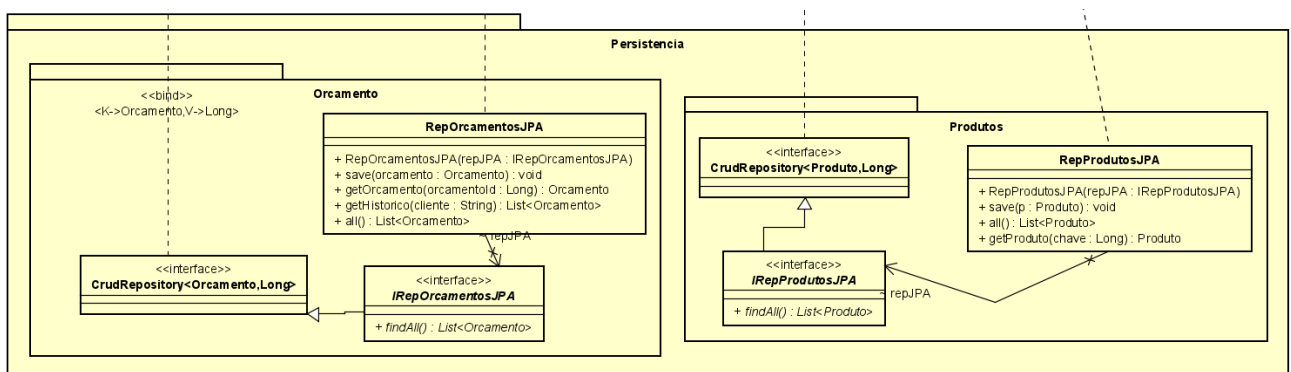 Persistencia
Orcamento
<<bind>>
<K->Orcamento,V->Long>
RepOrcamentosJPA
+ RepOrcamentosJPA(repJPA : IRepOrcamentosJPA)
+ save(orcamento : Orcamento) : void
+ getOrcamento(orcamentoId : Long) : Orcamento
+ getHistorico(cliente : String) : List<Orcamento>
+ all() : List<Orcamento>
~ repJPA
<<interface>>
CrudRepository<Orcamento,Long>
<<interface>>
IRepOrcamentosJPA
+ findAll() : List<Orcamento>
Produtos
<<interface>>
CrudRepository<Produto,Long>
RepProdutosJPA
+ RepProdutosJPA(repJPA : IRepProdutosJPA)
+ save(p : Produto) : void
+ all() : List<Produto>
+ getProduto(chave : Long) : Produto
<<interface>>
IRepProdutosJPA
+ findAll() : List<Produto>
~ repJPA